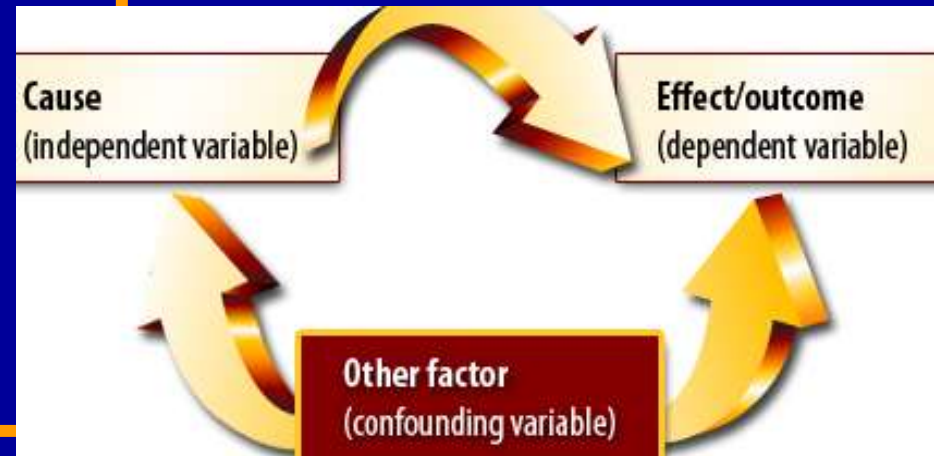 Cause
(independent variable)
Effect/outcome
(dependent variable)
Other factor
(confounding variable)